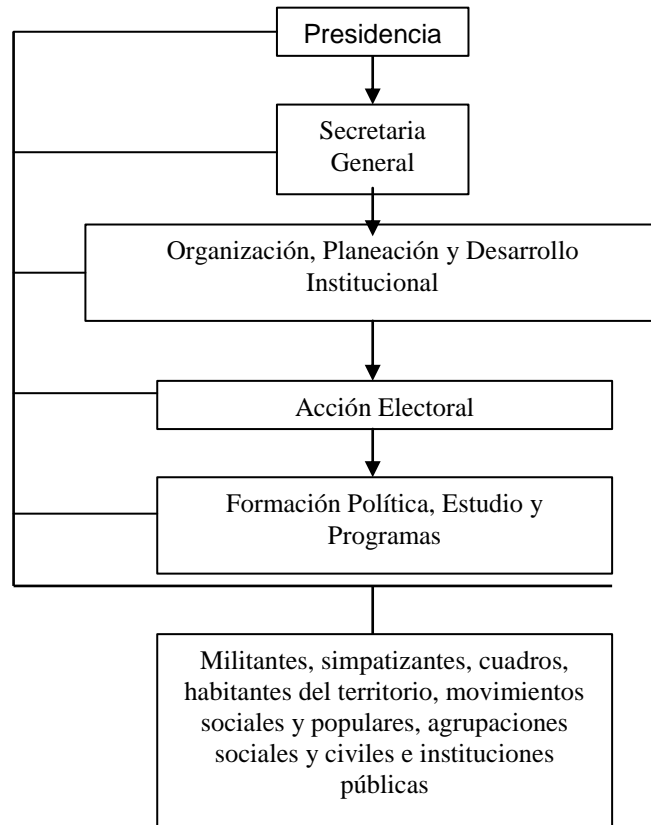 Presidencia
Secretaria
General
Organización, Planeación y Desarrollo
Institucional
Acción Electoral
Formación Política, Estudio y
Programas
Militantes, simpatizantes, cuadros,
habitantes del territorio, movimientos
sociales y populares, agrupaciones
sociales y civiles e instituciones
públicas